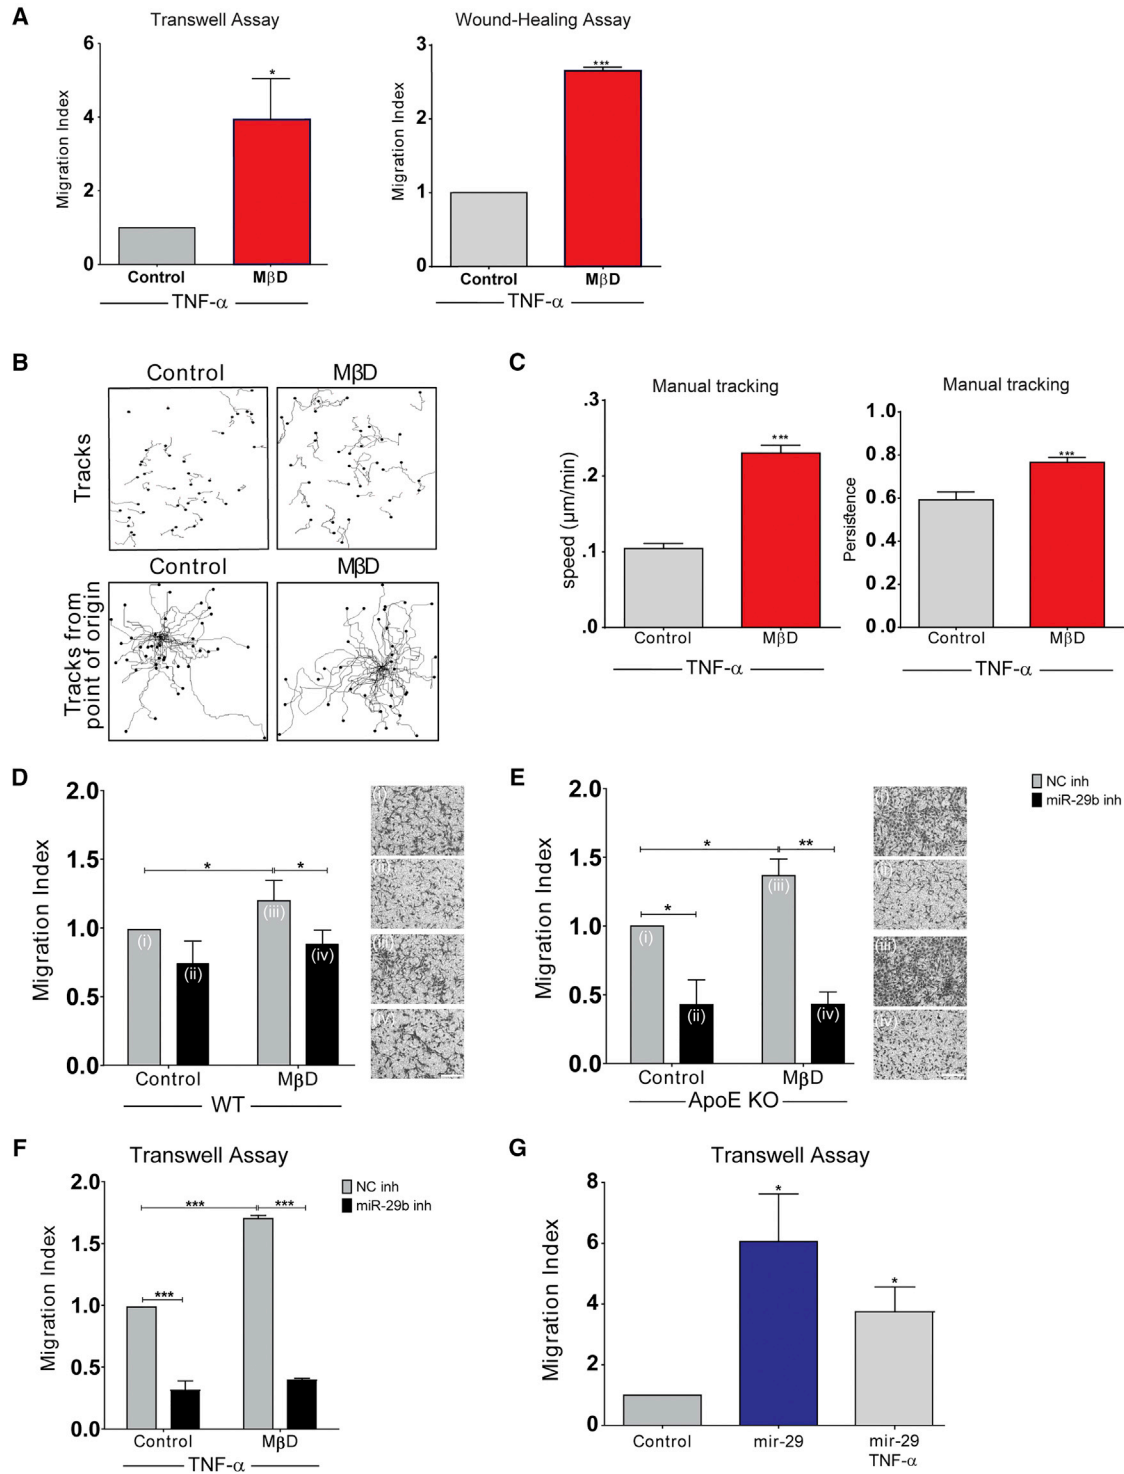 A
Transwell Assay
Migration Index
6
4
2
0
*
Control
MβD
TNF-α
Wound-Healing Assay
Migration Index
3
2
1
0
***
Control
MβD
TNF-α
B
Control
MβD
Tracks
Control
MβD
Tracks from
point of origin
C
Manual tracking
speed (µm/min)
.3
.2
.1
.0
***
Control
MβD
TNF-α
Manual tracking
Persistence
1.0
0.8
0.6
0.4
0.2
0.0
***
Control
MβD
TNF-α
D
Migration Index
2.0
1.5
1.0
0.5
0.0
*
*
(i)
(ii)
(iii)
(iv)
Control
MβD
WT
(i)
(ii)
(iii)
(iv)
E
Migration Index
2.0
1.5
1.0
0.5
0.0
*
**
*
(i)
(ii)
(iii)
(iv)
Control
MβD
ApoE KO
(i)
(ii)
(iii)
(iv)
NC inh
miR-29b inh
F
Transwell Assay
NC inh
miR-29b inh
Migration Index
2.0
1.5
1.0
0.5
0.0
***
***
***
Control
MβD
TNF-α
G
Transwell Assay
Migration Index
8
6
4
2
0
*
*
Control
mir-29
mir-29
TNF-α